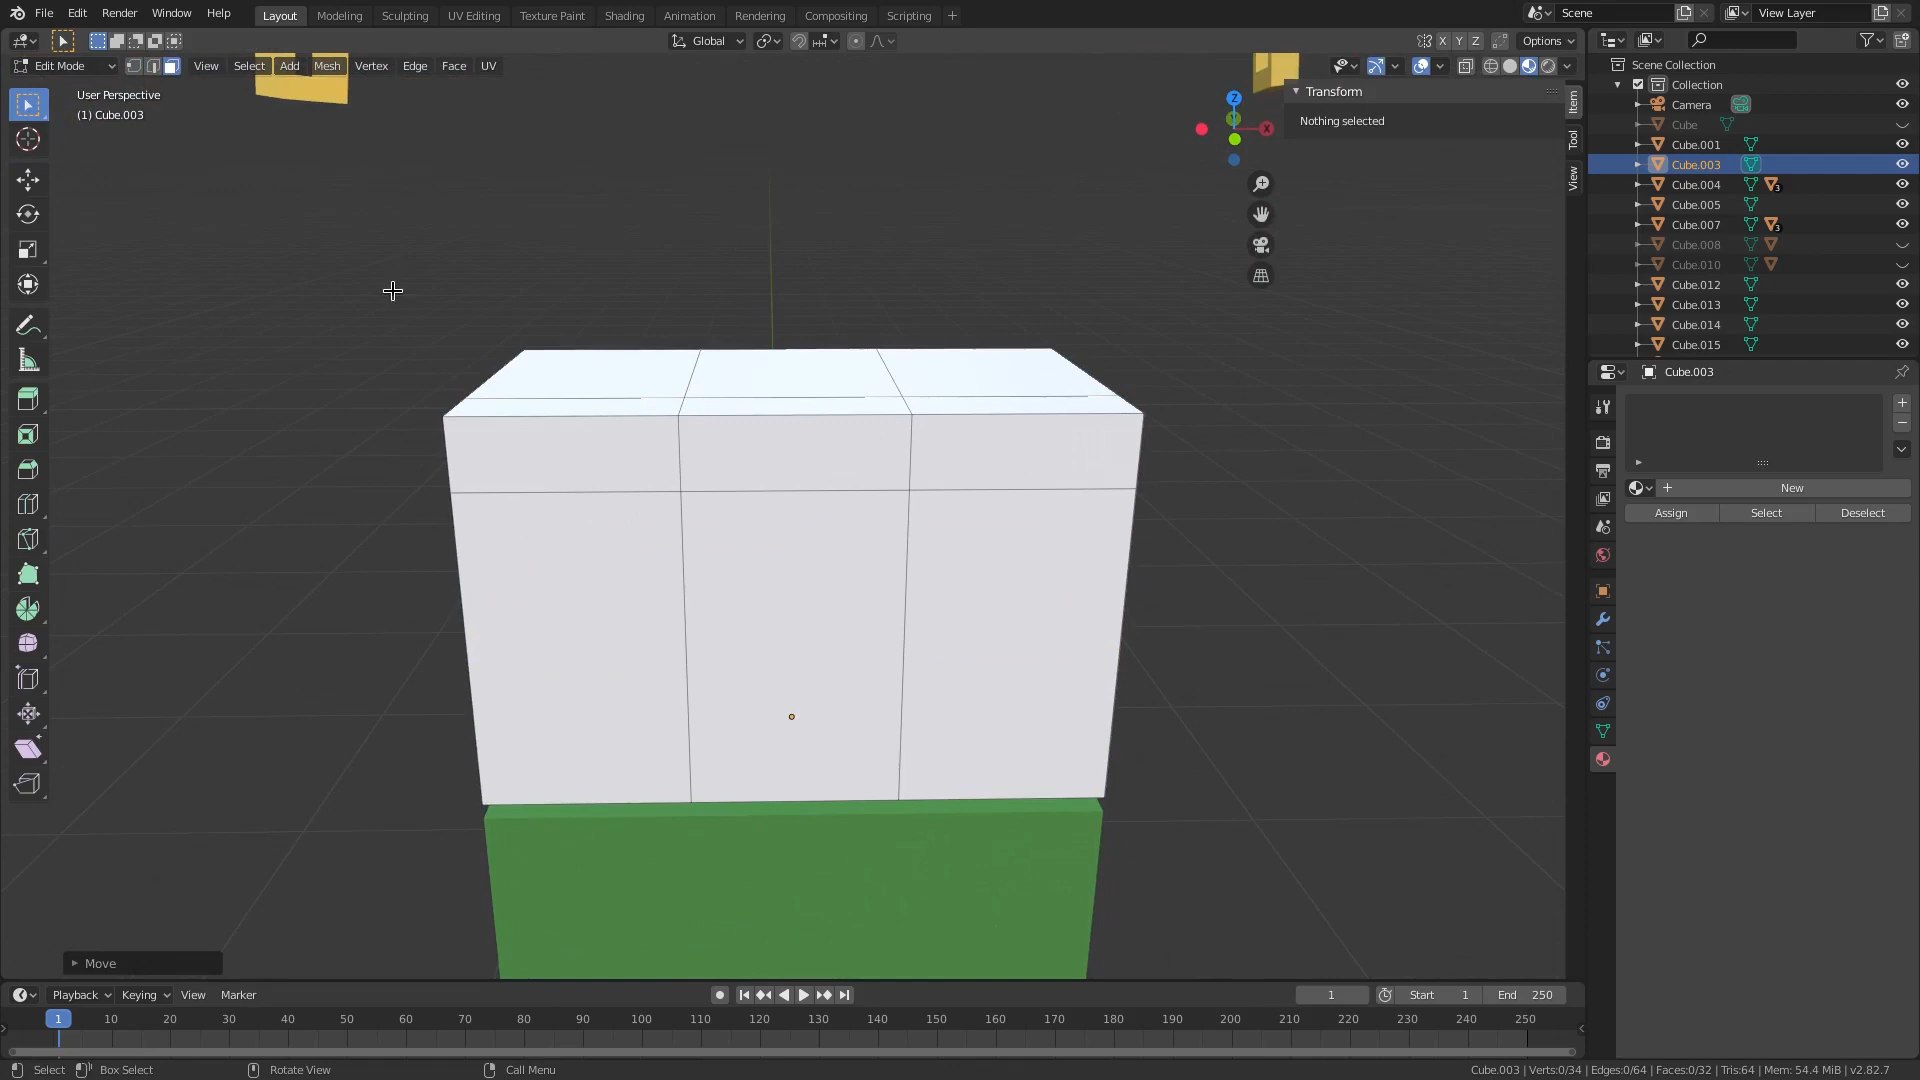 File Edit Render Window Help Layout Modeling Sculpting UV Editing Texture Paint Shading Animation Rendering Compositing Scripting + Scene View Layer
Global X Y Z Options
Edit Mode View Select Add Mesh Vertex Edge Face UV
User Perspective
(1) Cube.003
Transform
Nothing selected
Item
Tool
View
Z
X
Scene Collection
Collection
Camera
Cube
Cube.001
Cube.003
Cube.004 3
Cube.005
Cube.007 3
Cube.008
Cube.010
Cube.012
Cube.013
Cube.014
Cube.015
Cube.003
New
Assign Select Deselect
Move
Playback Keying View Marker 1 Start 1 End 250
1 10 20 30 40 50 60 70 80 90 100 110 120 130 140 150 160 170 180 190 200 210 220 230 240 250
Select Box Select Rotate View Call Menu Cube.003 | Verts:0/34 | Edges:0/64 | Faces:0/32 | Tris:64 | Mem: 54.4 MiB | v2.82.7